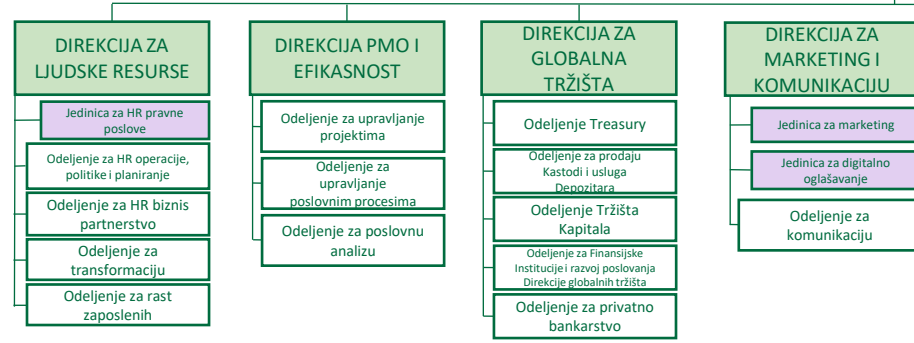 DIREKCIJA ZA
LJUDSKE RESURSE
Jedinica za HR pravne
poslove
Odeljenje za HR operacije,
politike i planiranje
Odeljenje za HR biznis
partnerstvo
Odeljenje za
transformaciju
Odeljenje za rast
zaposlenih
DIREKCIJA PMO I
EFIKASNOST
Odeljenje za upravljanje
projektima
Odeljenje za
upravljanje
poslovnim procesima
Odeljenje za poslovnu
analizu
DIREKCIJA ZA
GLOBALNA
TRŽIŠTA
Odeljenje Treasury
Odeljenje za prodaju
Kastodi i usluga
Depozitara
Odeljenje Tržišta
Kapitala
Odeljenje za Finansijske
Institucije i razvoj poslovanja
Direkcije globalnih tržišta
Odeljenje za privatno
bankarstvo
DIREKCIJA ZA
MARKETING I
KOMUNIKACIJU
Jedinica za marketing
Jedinica za digitalno
oglašavanje
Odeljenje za
komunikaciju